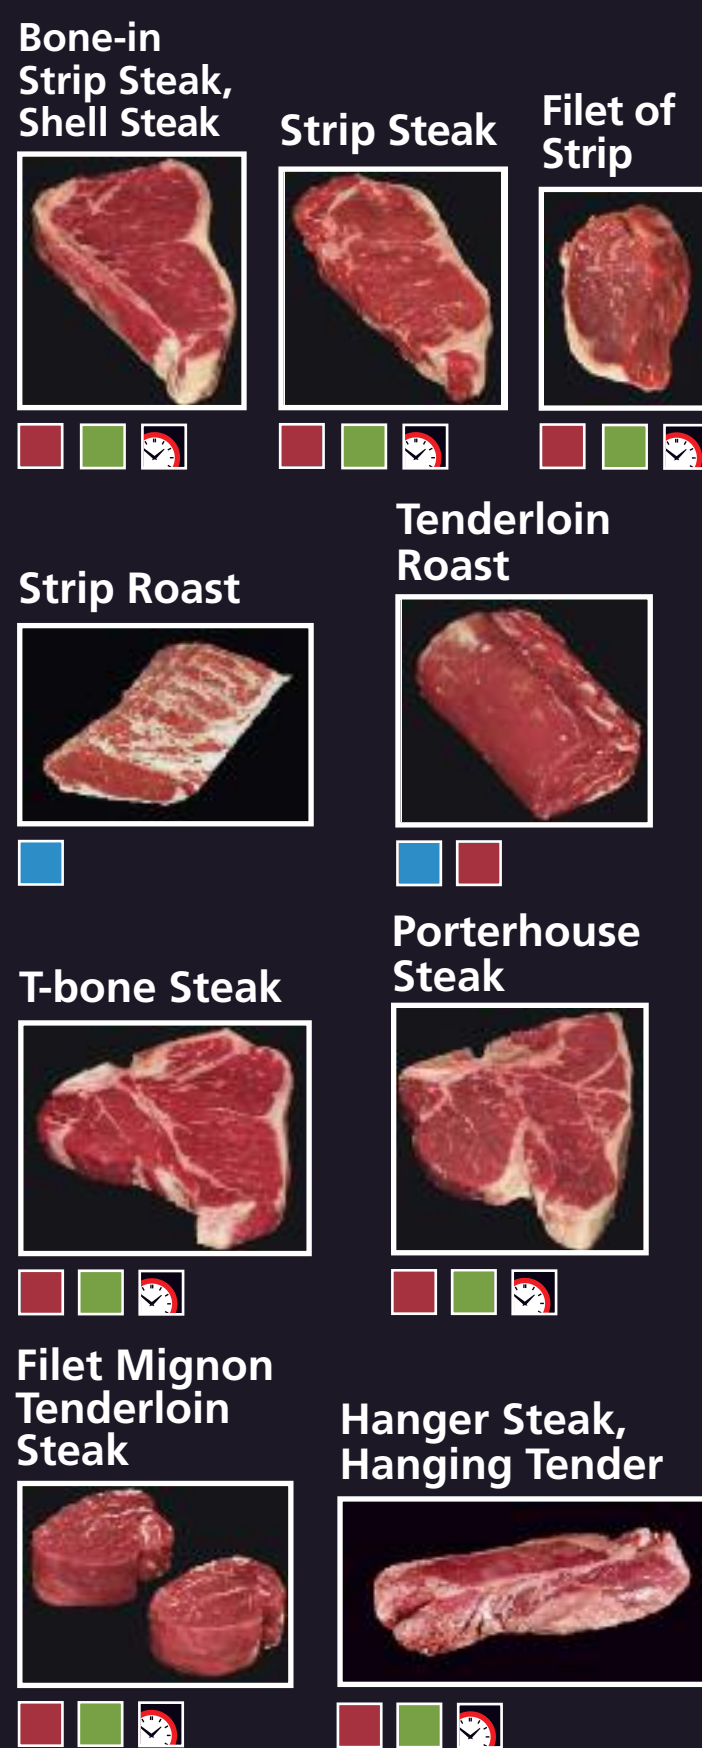 Bone-in
Strip Steak,
Shell Steak
Strip Steak
Filet of
Strip
Strip Roast
Tenderloin
Roast
T-bone Steak
Porterhouse
Steak
Filet Mignon
Tenderloin
Steak
Hanger Steak,
Hanging Tender